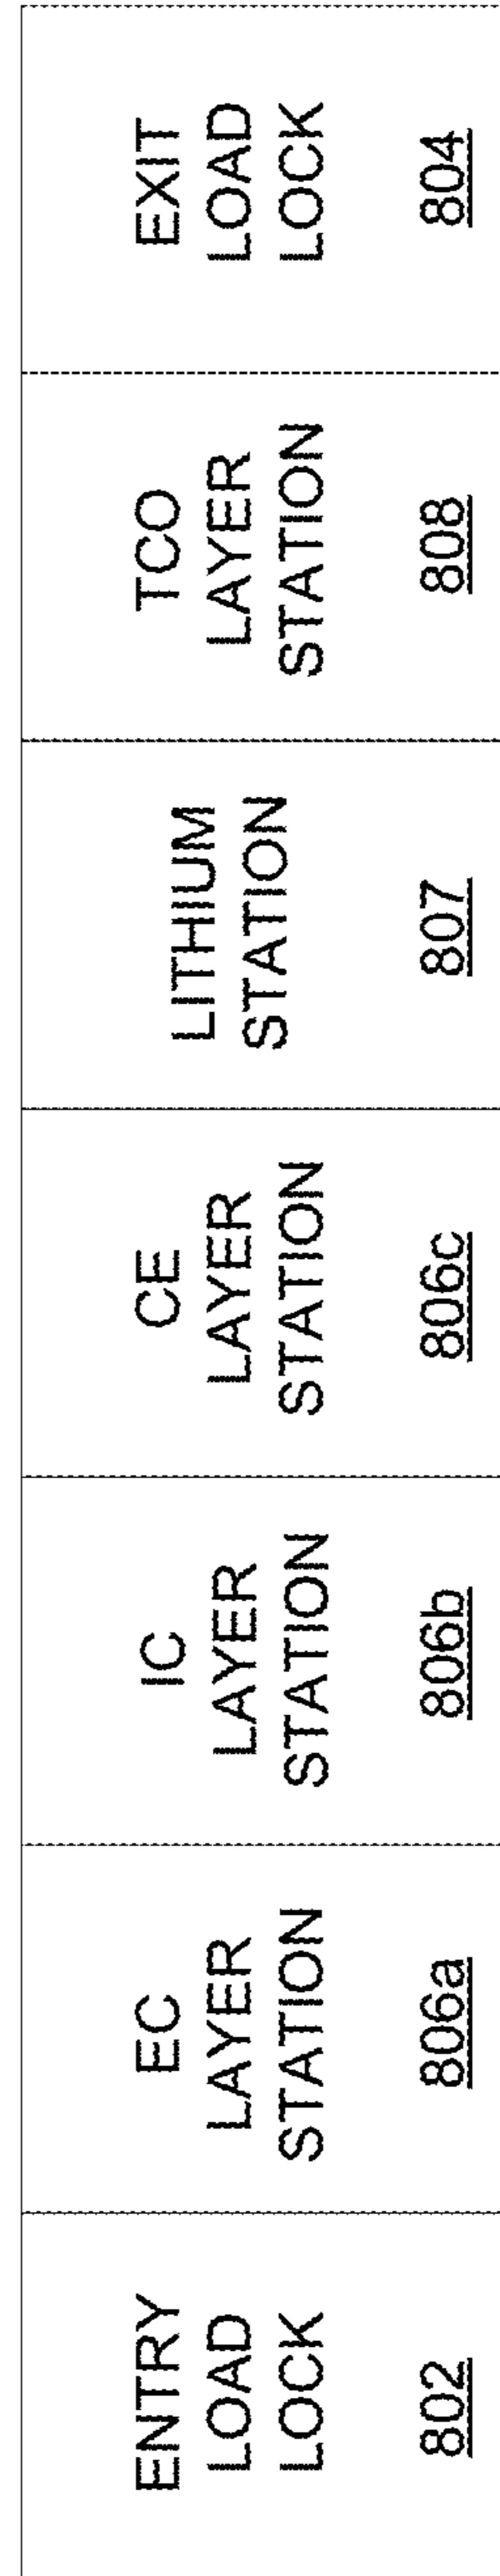 ENTRY
LOAD
LOCK
802
EC
LAYER
STATION
806a
IC
LAYER
STATION
806b
CE
LAYER
STATION
806c
LITHIUM
STATION
807
TCO
LAYER
STATION
808
EXIT
LOAD
LOCK
804